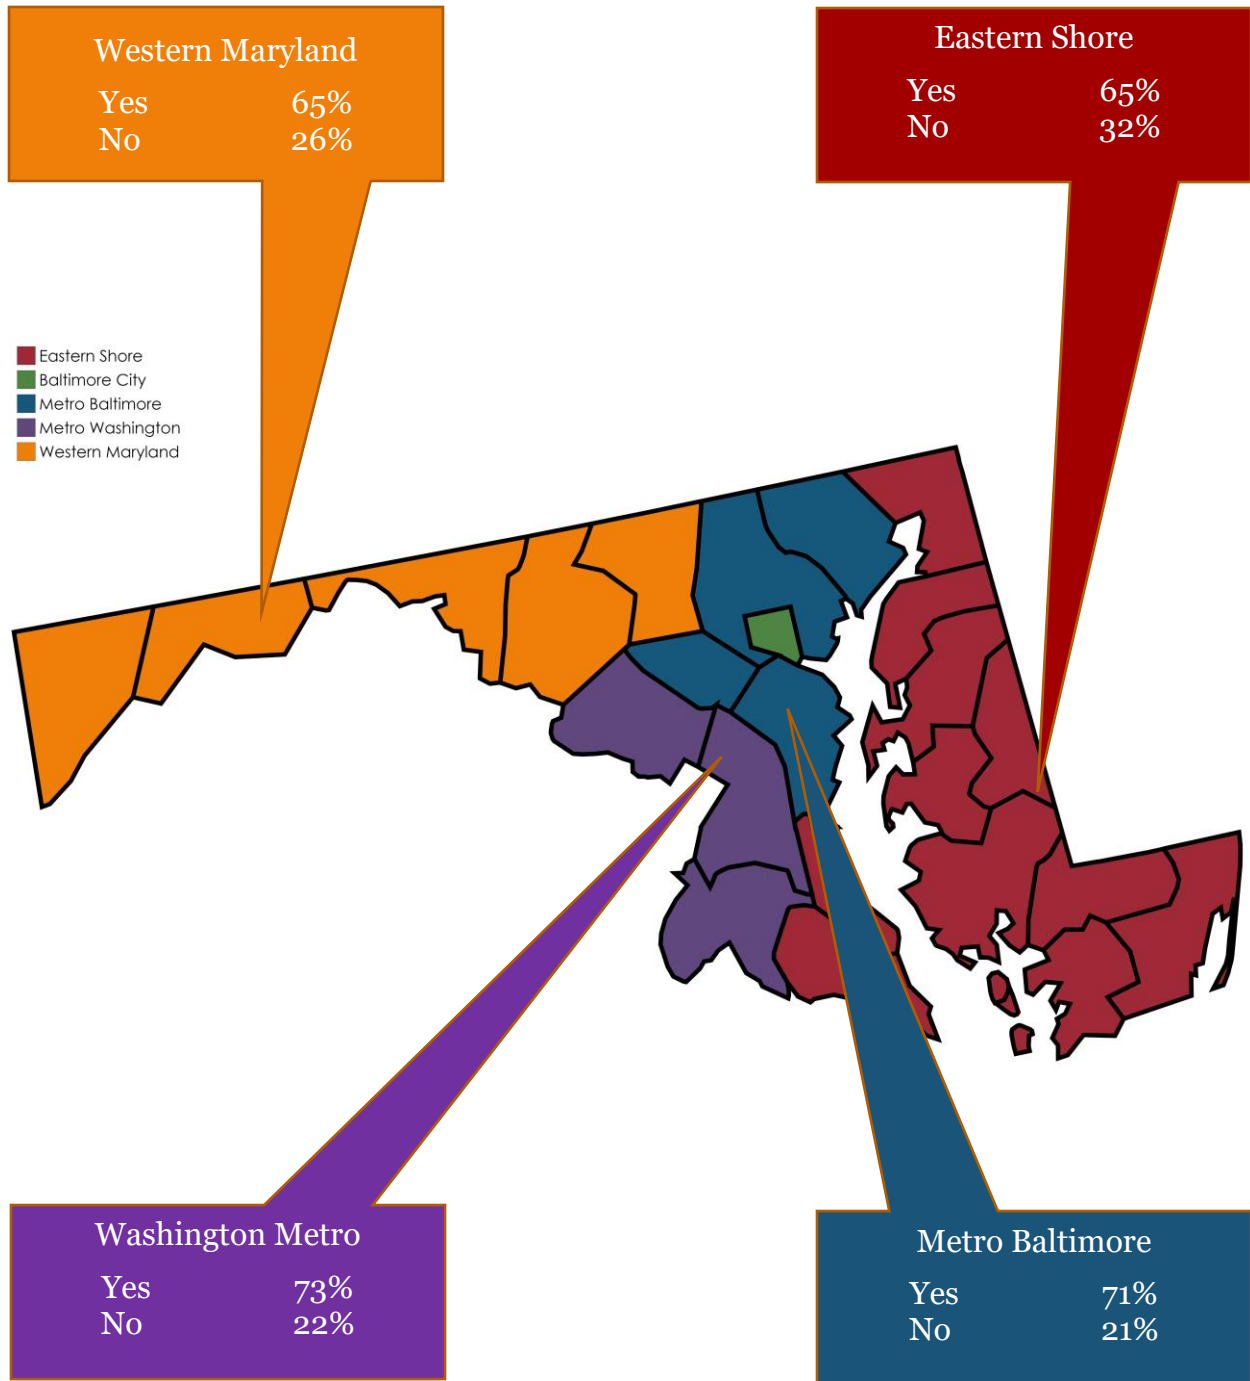 Western Maryland
Yes 65%
No 26%
Eastern Shore
Yes 65%
No 32%
Eastern Shore
Baltimore City
Metro Baltimore
Metro Washington
Western Maryland
Washington Metro
Yes 73%
No 22%
Metro Baltimore
Yes 71%
No 21%